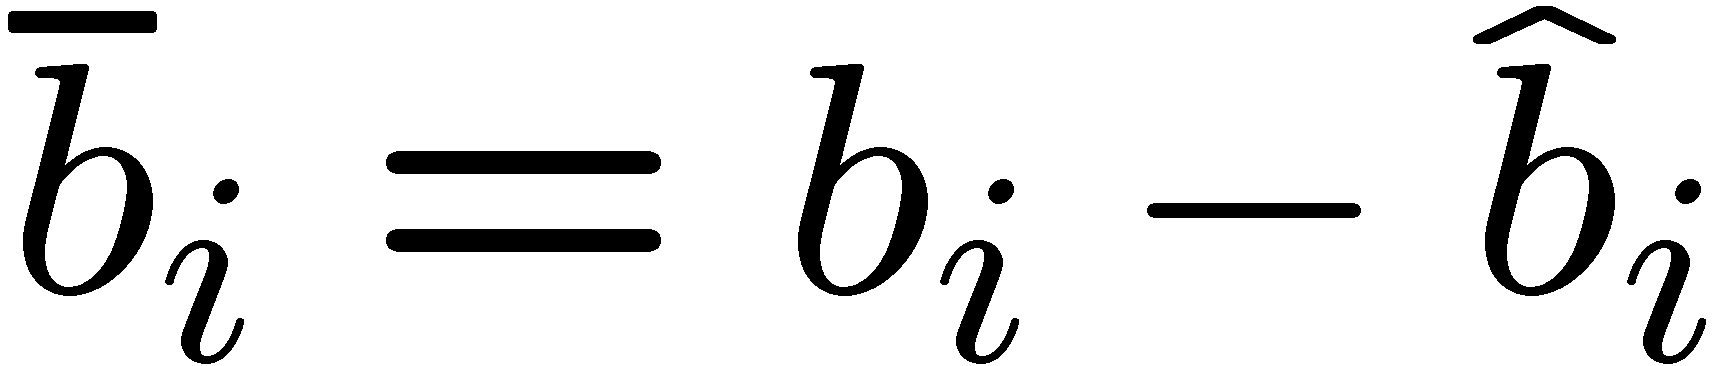 b̅ᵢ = bᵢ − b̂ᵢ